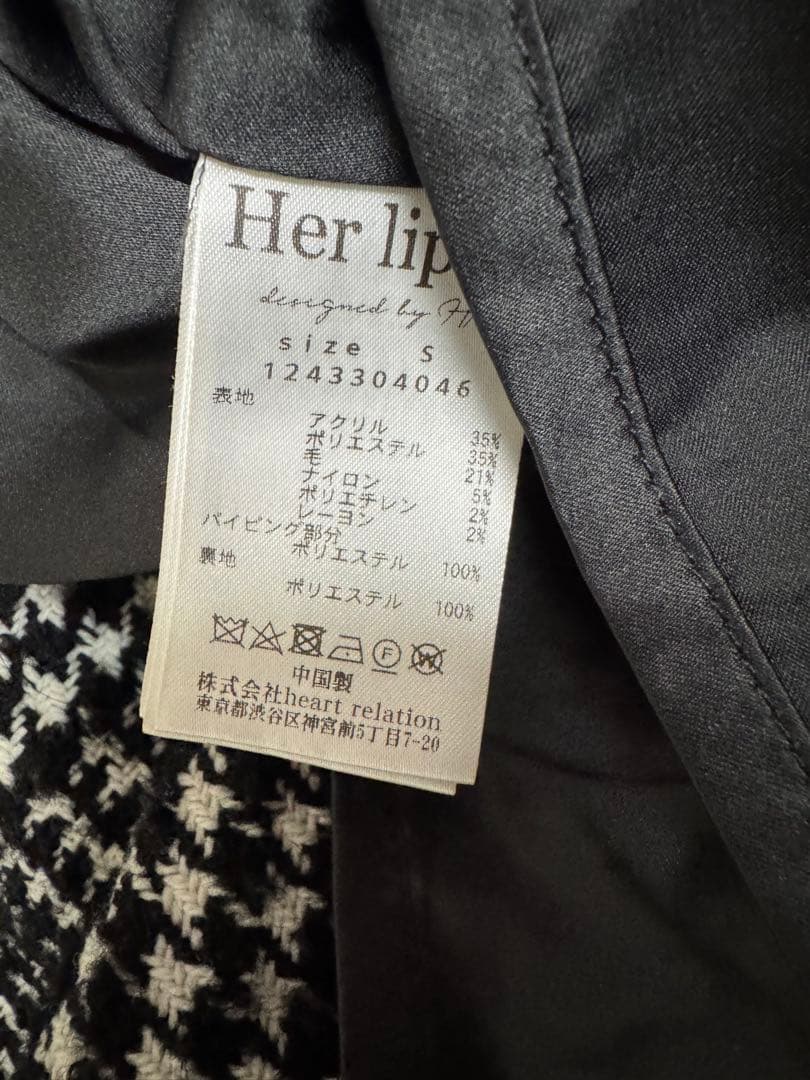 Her lip
designed by H
size S
1243304046
表地
アクリル 35%
ポリエステル 35%
毛 21%
ナイロン 5%
ポリエチレン 2%
レーヨン 2%
パイピング部分
ポリエステル 100%
裏地
ポリエステル 100%
F W
中国製
株式会社heart relation
東京都渋谷区神宮前5丁目7-20